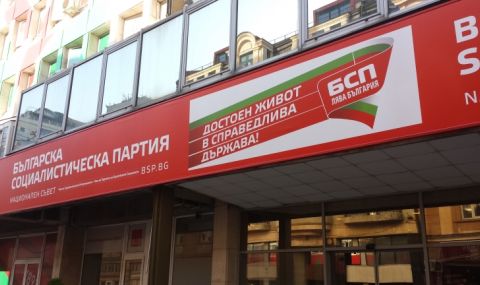 БЪЛГАРСКА
СОЦИАЛИСТИЧЕСКА ПАРТИЯ
НАЦИОНАЛЕН СЪВЕТ
BSP.BG
ДОСТОЕН ЖИВОТ
В СПРАВЕДЛИВА
ДЪРЖАВА!
БСП
ЛЯВА БЪЛГАРИЯ
B
S
N